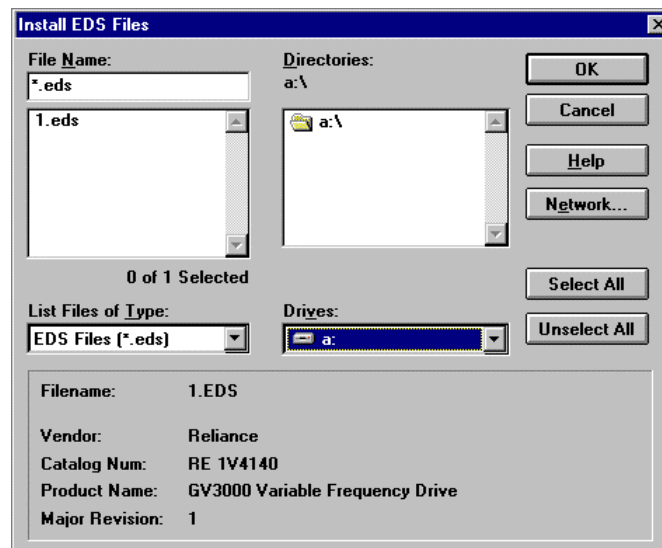 Install EDS Files
File Name:
*.eds
1.eds
0 of 1 Selected
List Files of Type:
EDS Files (*.eds)
Directories:
a:\
a:\
Drives:
a:
OK
Cancel
Help
Network...
Select All
Unselect All
Filename: 1.EDS
Vendor: Reliance
Catalog Num: RE 1V4140
Product Name: GV3000 Variable Frequency Drive
Major Revision: 1